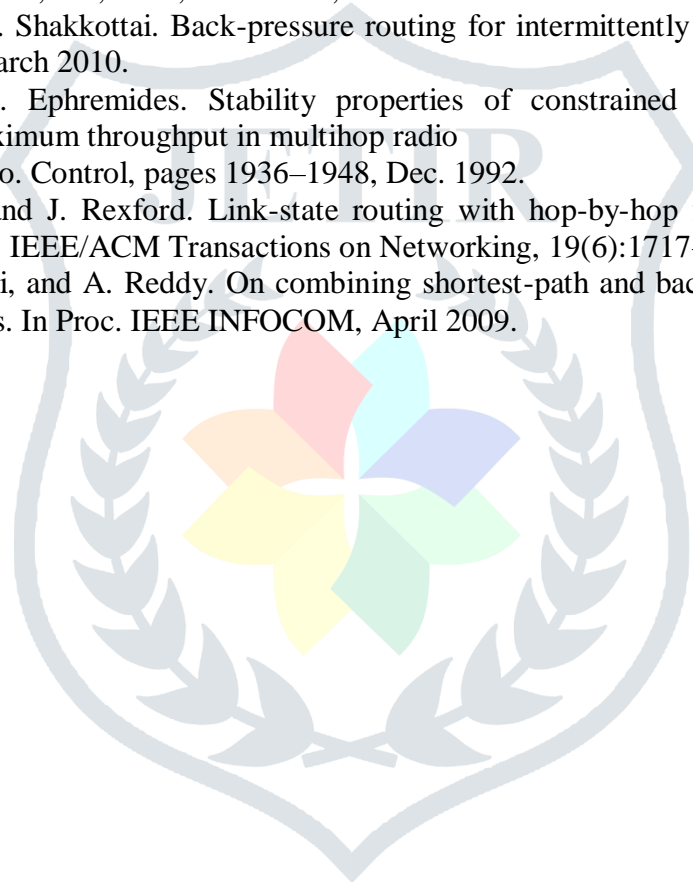 . Shakkottai. Back-pressure routing for intermittently
arch 2010.
. Ephremides. Stability properties of constrained
ximum throughput in multihop radio
o. Control, pages 1936–1948, Dec. 1992.
and J. Rexford. Link-state routing with hop-by-hop
IEEE/ACM Transactions on Networking, 19(6):1717-
i, and A. Reddy. On combining shortest-path and bac
s. In Proc. IEEE INFOCOM, April 2009.
JETIR